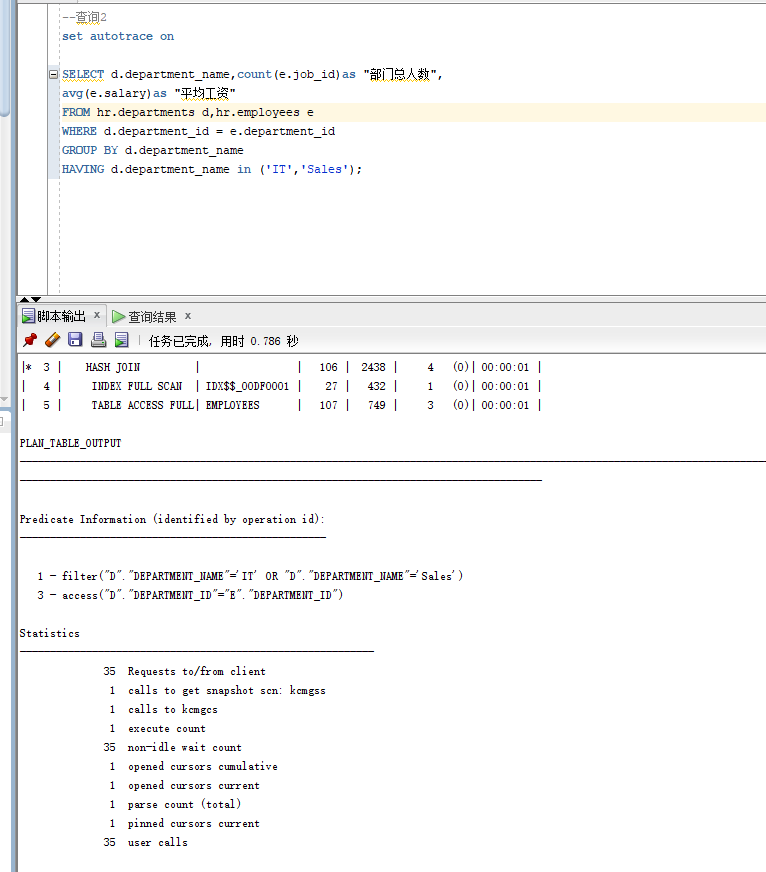 --查询2
set autotrace on
SELECT d.department_name,count(e.job_id)as "部门总人数",
avg(e.salary)as "平均工资"
FROM hr.departments d,hr.employees e
WHERE d.department_id = e.department_id
GROUP BY d.department_name
HAVING d.department_name in ('IT','Sales');
脚本输出 x 查询结果 x
任务已完成, 用时 0.786 秒
|* 3 | HASH JOIN | | 106 | 2438 | 4 (0)| 00:00:01 |
| 4 | INDEX FULL SCAN | IDX$$_00DF0001 | 27 | 432 | 1 (0)| 00:00:01 |
| 5 | TABLE ACCESS FULL| EMPLOYEES | 107 | 749 | 3 (0)| 00:00:01 |
PLAN_TABLE_OUTPUT
Predicate Information (identified by operation id):
1 - filter("D"."DEPARTMENT_NAME"='IT' OR "D"."DEPARTMENT_NAME"='Sales')
3 - access("D"."DEPARTMENT_ID"="E"."DEPARTMENT_ID")
Statistics
35 Requests to/from client
1 calls to get snapshot scn: kcmgss
1 calls to kcmgcs
1 execute count
35 non-idle wait count
1 opened cursors cumulative
1 opened cursors current
1 parse count (total)
1 pinned cursors current
35 user calls